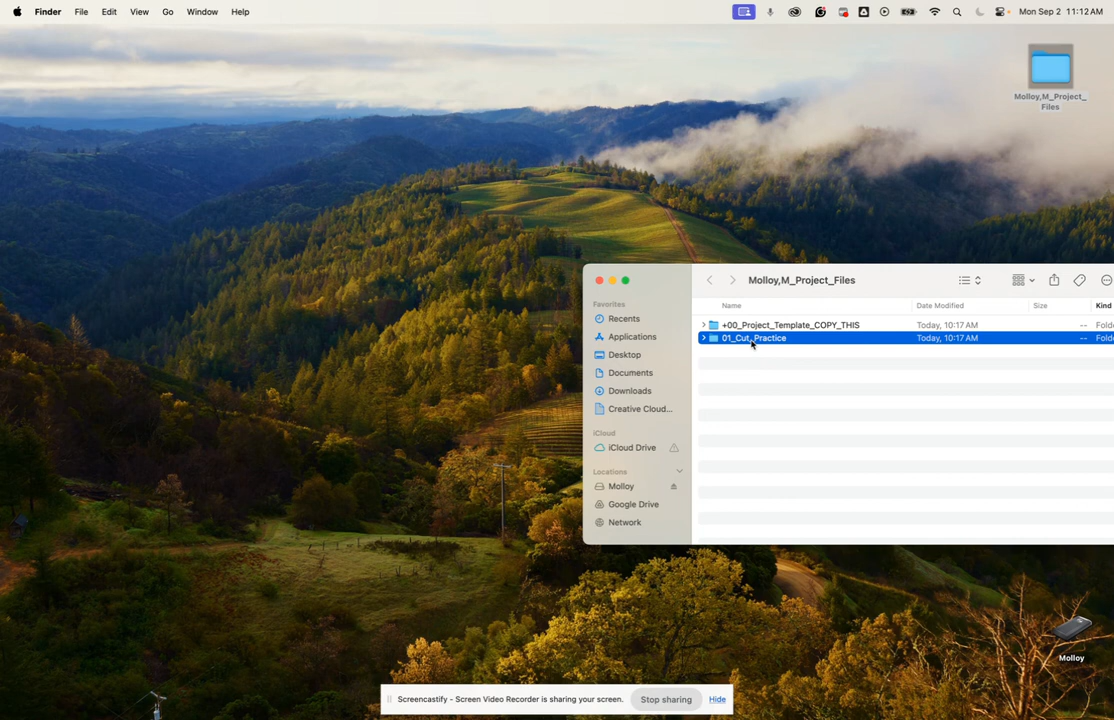 Finder File Edit View Go Window Help
Mon Sep 2 11:12 AM
Molloy,M_Project_
Files
Molloy,M_Project_Files
Favorites
Recents
Applications
Desktop
Documents
Downloads
Creative Cloud...
iCloud
iCloud Drive
Locations
Molloy
Google Drive
Network
Name Date Modified Size Kind
+00_Project_Template_COPY_THIS Today, 10:17 AM -- Folde
01_Cut_Practice Today, 10:17 AM -- Folde
Molloy
Screencastify - Screen Video Recorder is sharing your screen. Stop sharing Hide